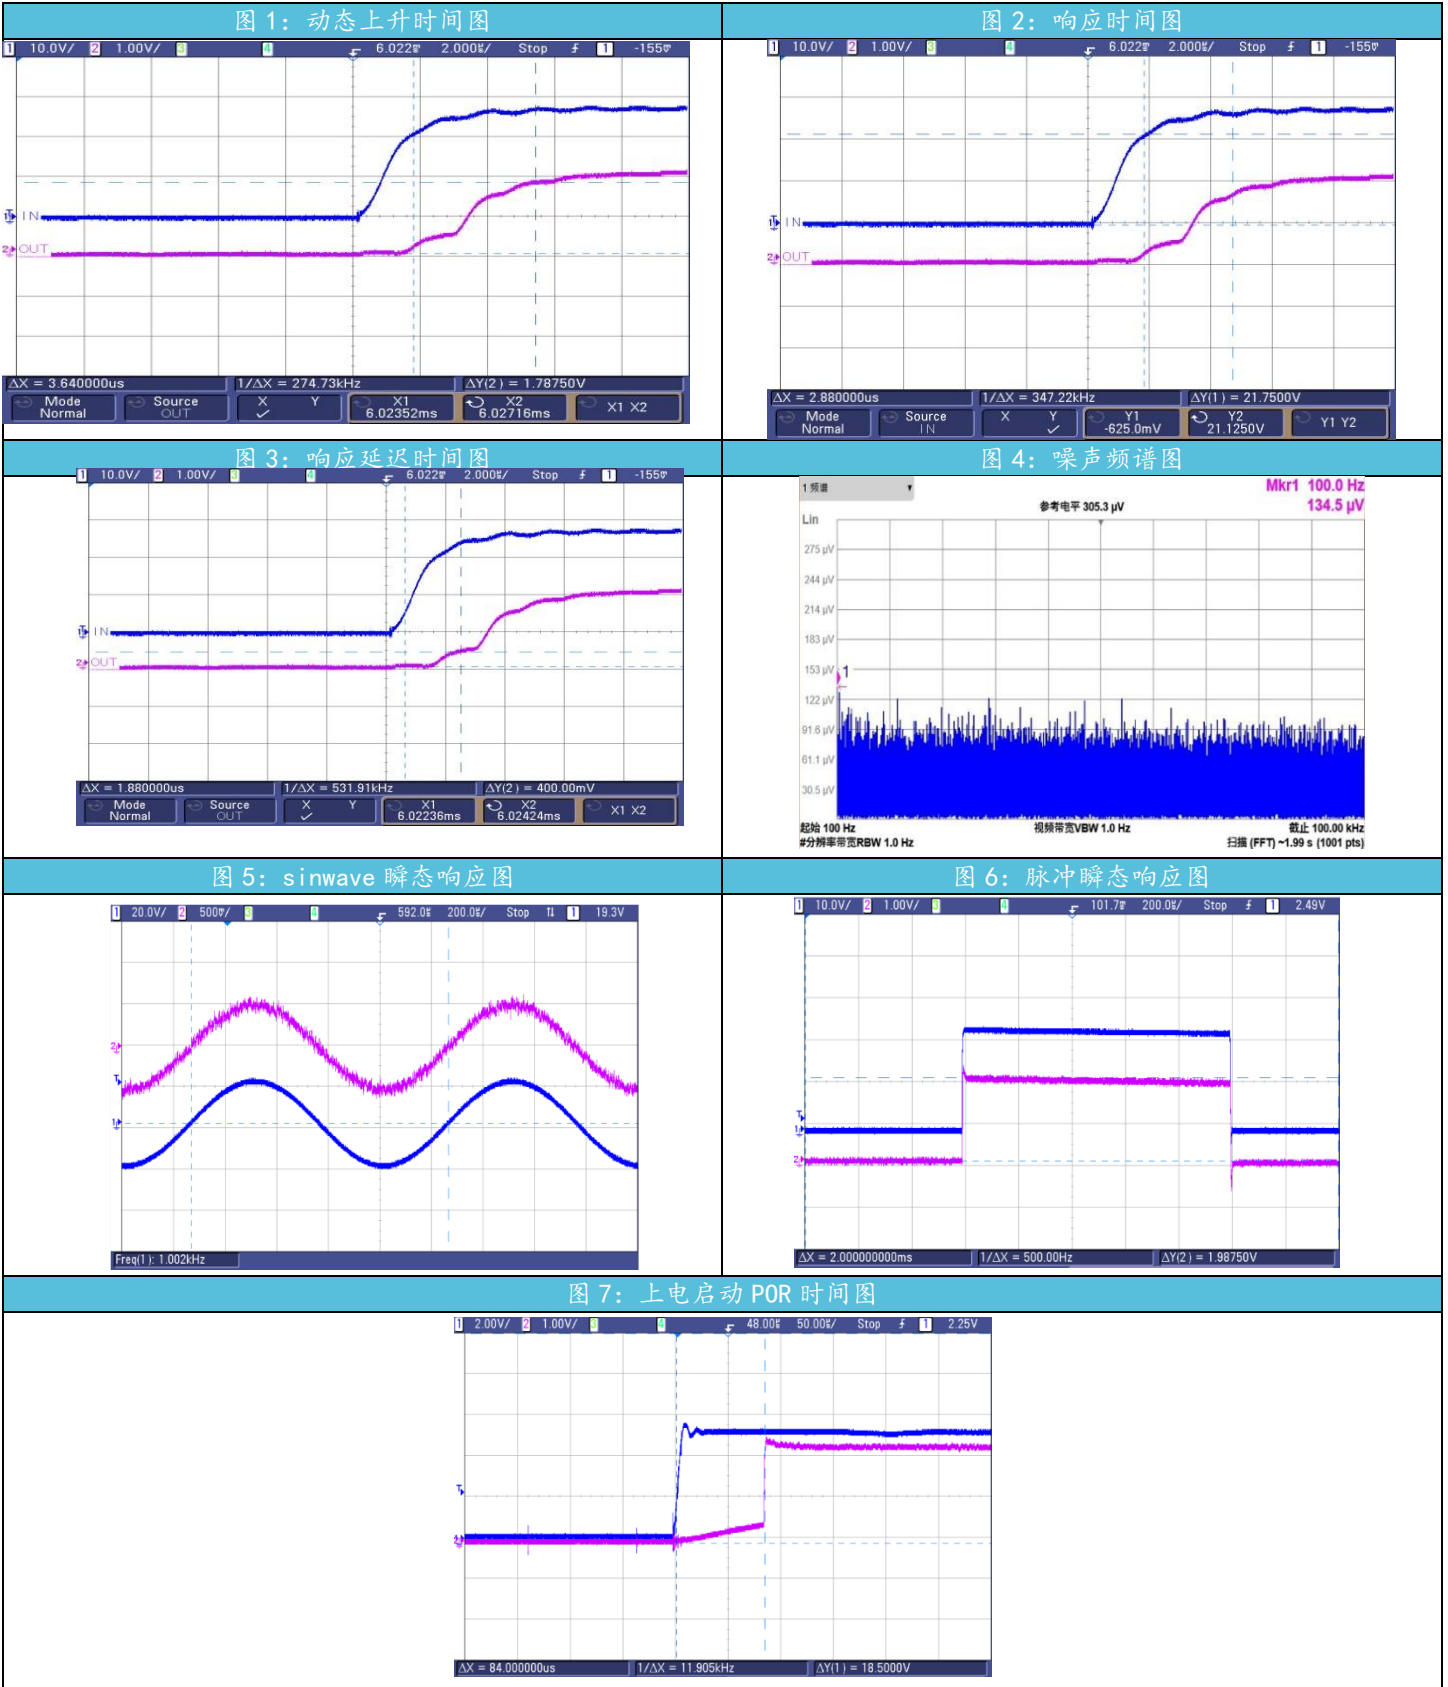 图 1: 动态上升时间图
1 10.0V/ 2 1.00V/ 3 4 6.022ms 2.000us/ Stop 1 -155mV
IN
OUT
ΔX = 3.640000us 1/ΔX = 274.73kHz ΔY(2) = 1.78750V
Mode Source X Y X1 X2 X1 X2
Normal OUT 6.02352ms 6.02716ms
图 2: 响应时间图
1 10.0V/ 2 1.00V/ 3 4 6.022ms 2.000us/ Stop 1 -155mV
IN
OUT
ΔX = 2.880000us 1/ΔX = 347.22kHz ΔY(1) = 21.7500V
Mode Source X Y Y1 Y2 Y1 Y2
Normal IN -625.0mV 21.1250V
图 3: 响应延迟时间图
1 10.0V/ 2 1.00V/ 3 4 6.022ms 2.000us/ Stop 1 -155mV
IN
OUT
ΔX = 1.880000us 1/ΔX = 531.91kHz ΔY(2) = 400.00mV
Mode Source X Y X1 X2 X1 X2
Normal OUT 6.02236ms 6.02424ms
图 4: 噪声频谱图
1 频谱
Mkr1 100.0 Hz
参考电平 305.3 µV 134.5 µV
Lin
275 µV
244 µV
214 µV
183 µV
153 µV 1
122 µV
91.6 µV
61.1 µV
30.5 µV
起始 100 Hz 视频带宽VBW 1.0 Hz 截止 100.00 kHz
#分辨率带宽RBW 1.0 Hz 扫描 (FFT) ~1.99 s (1001 pts)
图 5: sinwave 瞬态响应图
1 20.0V/ 2 500mV/ 3 4 592.0us 200.0us/ Stop 1 19.3V
Freq(1): 1.002kHz
图 6: 脉冲瞬态响应图
1 10.0V/ 2 1.00V/ 3 4 101.7ms 200.0us/ Stop 1 2.49V
ΔX = 2.000000000ms 1/ΔX = 500.00Hz ΔY(2) = 1.98750V
图 7: 上电启动 POR 时间图
1 2.00V/ 2 1.00V/ 3 4 48.00us 50.00us/ Stop 1 2.25V
ΔX = 84.000000us 1/ΔX = 11.905kHz ΔY(1) = 18.5000V